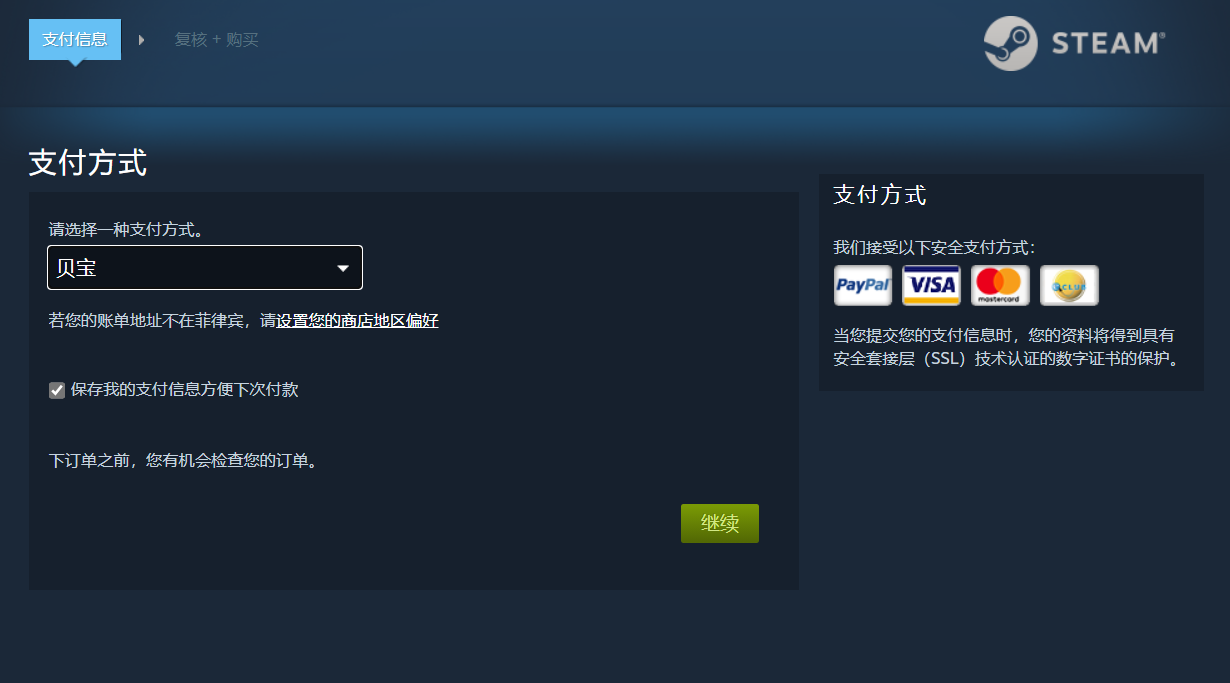 支付信息
复核 + 购买
STEAM®
支付方式
请选择一种支付方式。
贝宝
若您的账单地址不在菲律宾，请设置您的商店地区偏好
保存我的支付信息方便下次付款
下订单之前，您有机会检查您的订单。
继续
支付方式
我们接受以下安全支付方式：
PayPal VISA mastercard CLUB
当您提交您的支付信息时，您的资料将得到具有
安全套接层（SSL）技术认证的数字证书的保护。